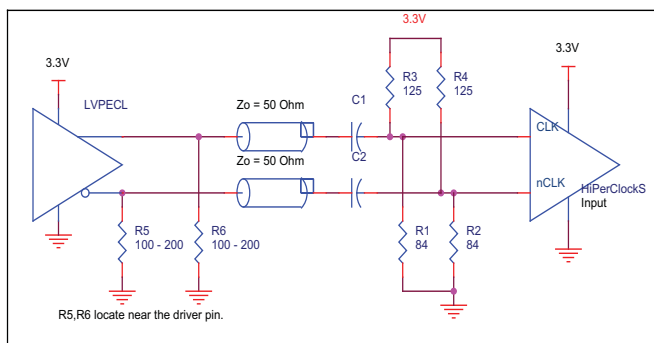 3.3V
3.3V
3.3V
LVPECL
R3
125
R4
125
Zo = 50 Ohm
C1
CLK
Zo = 50 Ohm
C2
nCLK
HiPerClockS
Input
R5
100 - 200
R6
100 - 200
R1
84
R2
84
R5,R6 locate near the driver pin.